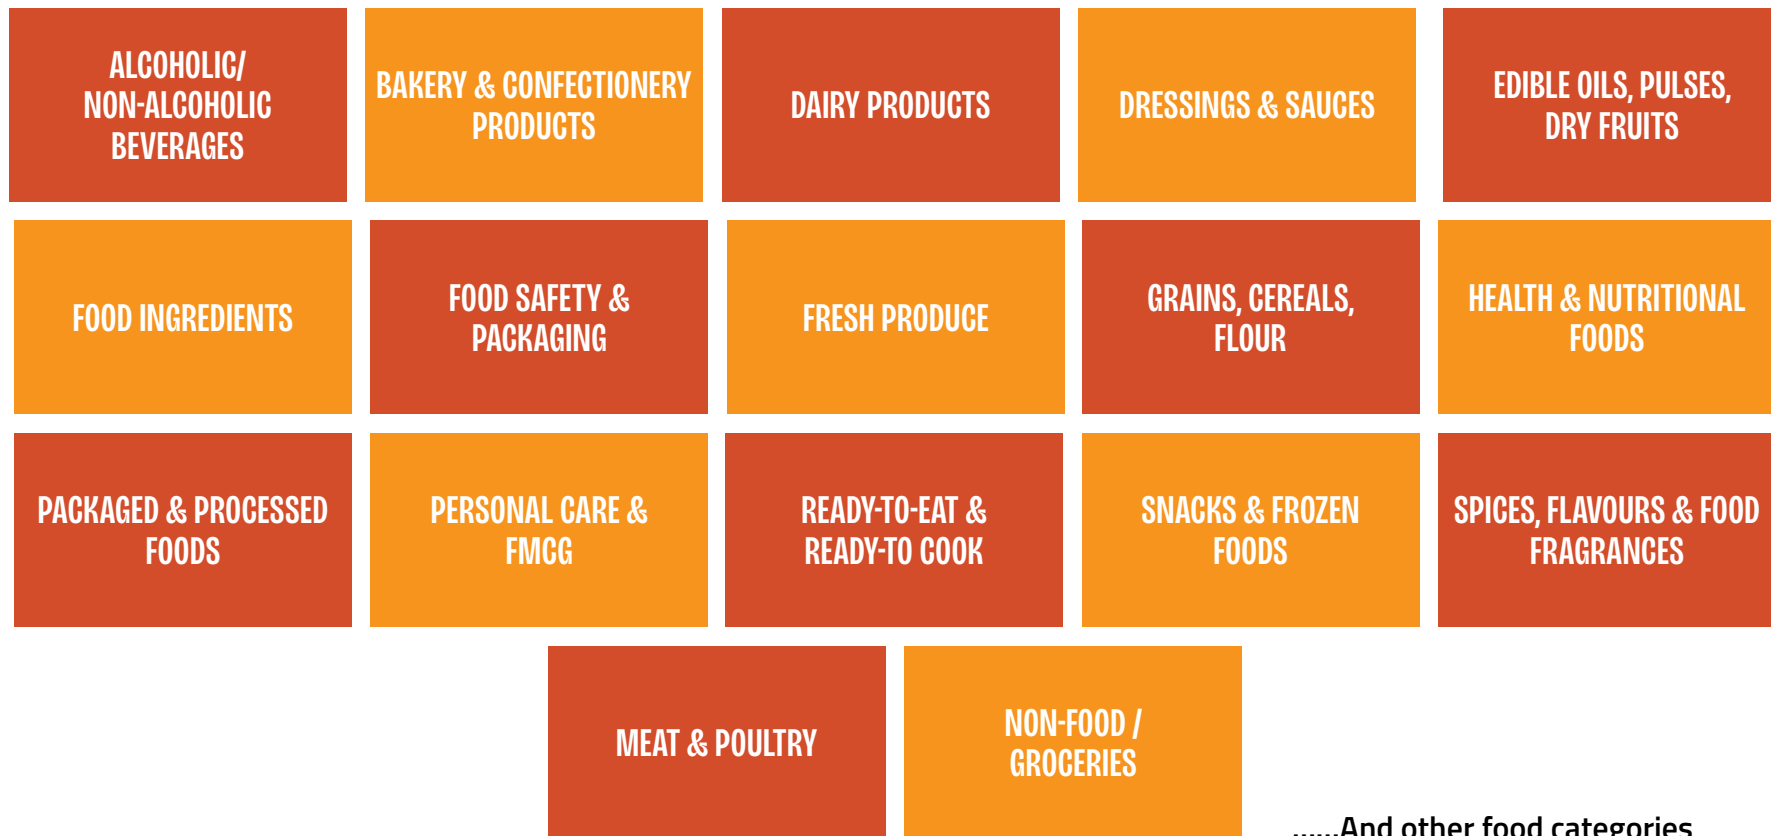 ALCOHOLIC/
NON-ALCOHOLIC
BEVERAGES
BAKERY & CONFECTIONERY
PRODUCTS
DAIRY PRODUCTS
DRESSINGS & SAUCES
EDIBLE OILS, PULSES,
DRY FRUITS
FOOD INGREDIENTS
FOOD SAFETY &
PACKAGING
FRESH PRODUCE
GRAINS, CEREALS,
FLOUR
HEALTH & NUTRITIONAL
FOODS
PACKAGED & PROCESSED
FOODS
PERSONAL CARE &
FMCG
READY-TO-EAT &
READY-TO COOK
SNACKS & FROZEN
FOODS
SPICES, FLAVOURS & FOOD
FRAGRANCES
MEAT & POULTRY
NON-FOOD /
GROCERIES
......And other food categories